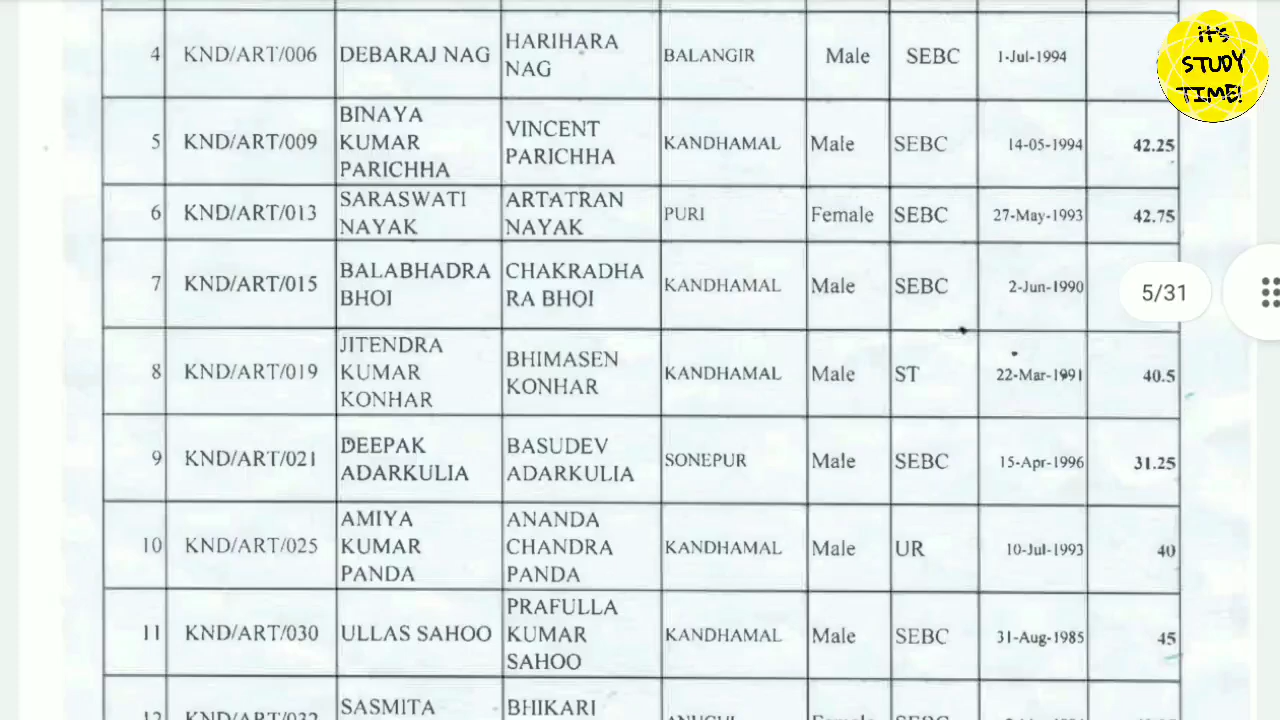 4 KND/ART/006 DEBARAJ NAG HARIHARA NAG BALANGIR Male SEBC 1-Jul-1994
5 KND/ART/009 BINAYA KUMAR PARICHHA VINCENT PARICHHA KANDHAMAL Male SEBC 14-05-1994 42.25
6 KND/ART/013 SARASWATI NAYAK ARTATRAN NAYAK PURI Female SEBC 27-May-1993 42.75
7 KND/ART/015 BALABHADRA BHOI CHAKRADHA RA BHOI KANDHAMAL Male SEBC 2-Jun-1990
8 KND/ART/019 JITENDRA KUMAR KONHAR BHIMASEN KONHAR KANDHAMAL Male ST 22-Mar-1991 40.5
9 KND/ART/021 DEEPAK ADARKULIA BASUDEV ADARKULIA SONEPUR Male SEBC 15-Apr-1996 31.25
10 KND/ART/025 AMIYA KUMAR PANDA ANANDA CHANDRA PANDA KANDHAMAL Male UR 10-Jul-1993 40
11 KND/ART/030 ULLAS SAHOO PRAFULLA KUMAR SAHOO KANDHAMAL Male SEBC 31-Aug-1985 45
SASMITA BHIKARI
IT'S
STUDY
TIME!
5/31